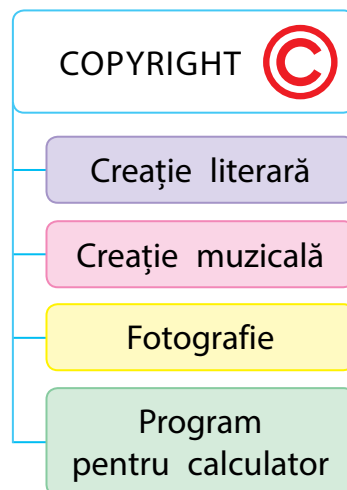 COPYRIGHT ©
Creație literară
Creație muzicală
Fotografie
Program
pentru calculator